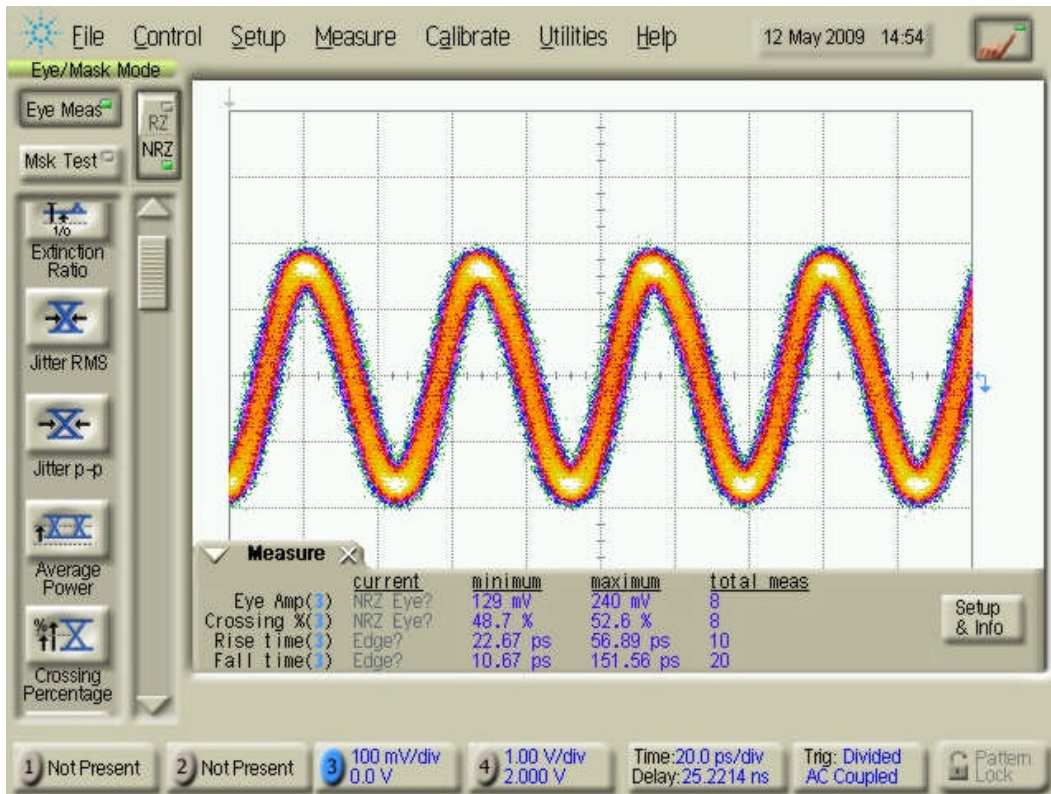 File Control Setup Measure Calibrate Utilities Help 12 May 2009 14:54
Eye/Mask Mode
Eye Meas
RZ
NRZ
Msk Test
1/0
Extinction
Ratio
Jitter RMS
Jitter p-p
Average
Power
%
Crossing
Percentage
Measure
current minimum maximum total meas
Eye Amp(3) NRZ Eye? 129 mV 240 mV 8
Crossing %(3) NRZ Eye? 48.7 % 52.6 % 8
Rise time(3) Edge? 22.67 ps 56.89 ps 10
Fall time(3) Edge? 10.67 ps 151.56 ps 20
Setup
& Info
1 Not Present
2 Not Present
3 100 mV/div
0.0 V
4 1.00 V/div
2.000 V
Time:20.0 ps/div
Delay:25.2214 ns
Trig: Divided
AC Coupled
Pattern
Lock